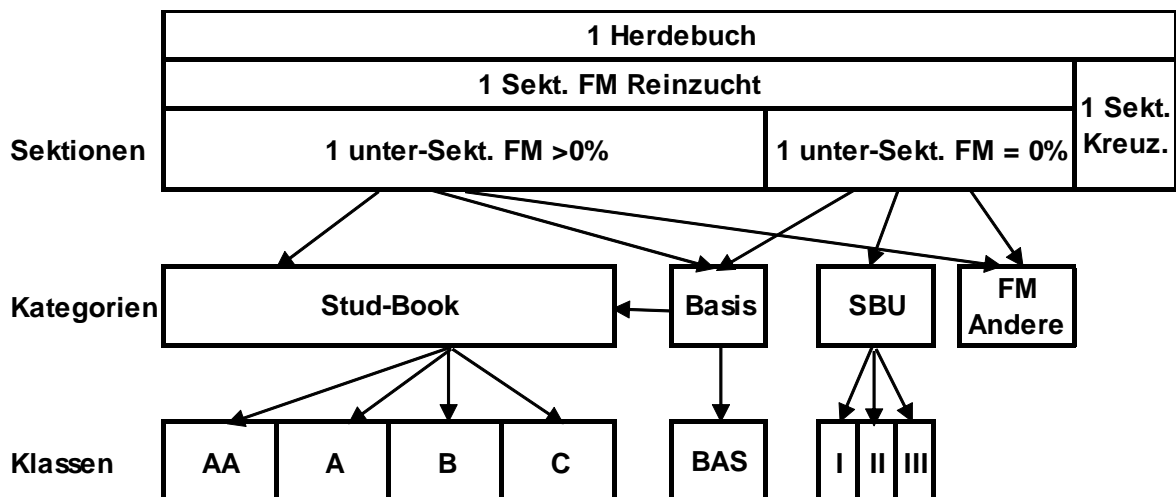 1 Herdebuch
1 Sekt. FM Reinzucht
1 Sekt.
Kreuz.
Sektionen
1 unter-Sekt. FM >0%
1 unter-Sekt. FM = 0%
Kategorien
Stud-Book
Basis
SBU
FM
Andere
Klassen
AA
A
B
C
BAS
I
II
III